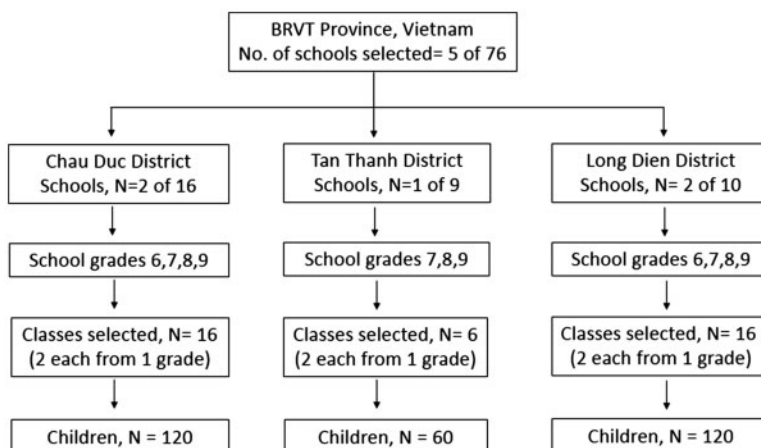 BRVT Province, Vietnam
No. of schools selected= 5 of 76
Chau Duc District
Schools, N=2 of 16
Tan Thanh District
Schools, N=1 of 9
Long Dien District
Schools, N= 2 of 10
School grades 6,7,8,9
School grades 7,8,9
School grades 6,7,8,9
Classes selected, N= 16
(2 each from 1 grade)
Classes selected, N= 6
(2 each from 1 grade)
Classes selected, N= 16
(2 each from 1 grade)
Children, N = 120
Children, N = 60
Children, N = 120